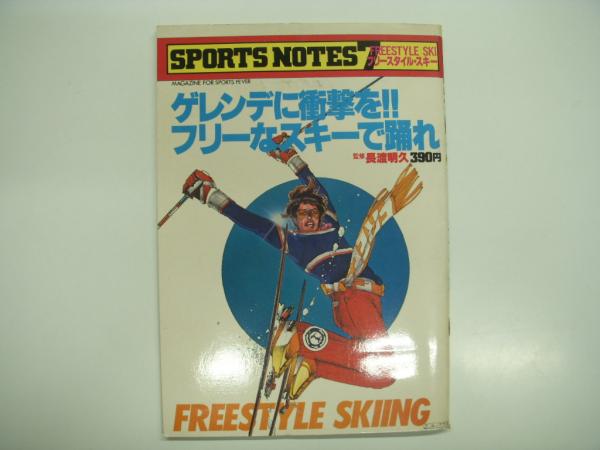 SPORTS NOTES 7 FREESTYLE SKI
フリースタイル・スキー
MAGAZINE FOR SPORTS FEVER
ゲレンデに衝撃を!!
フリーなスキーで踊れ
監修 長渡明久 390円
FREESTYLE SKIING